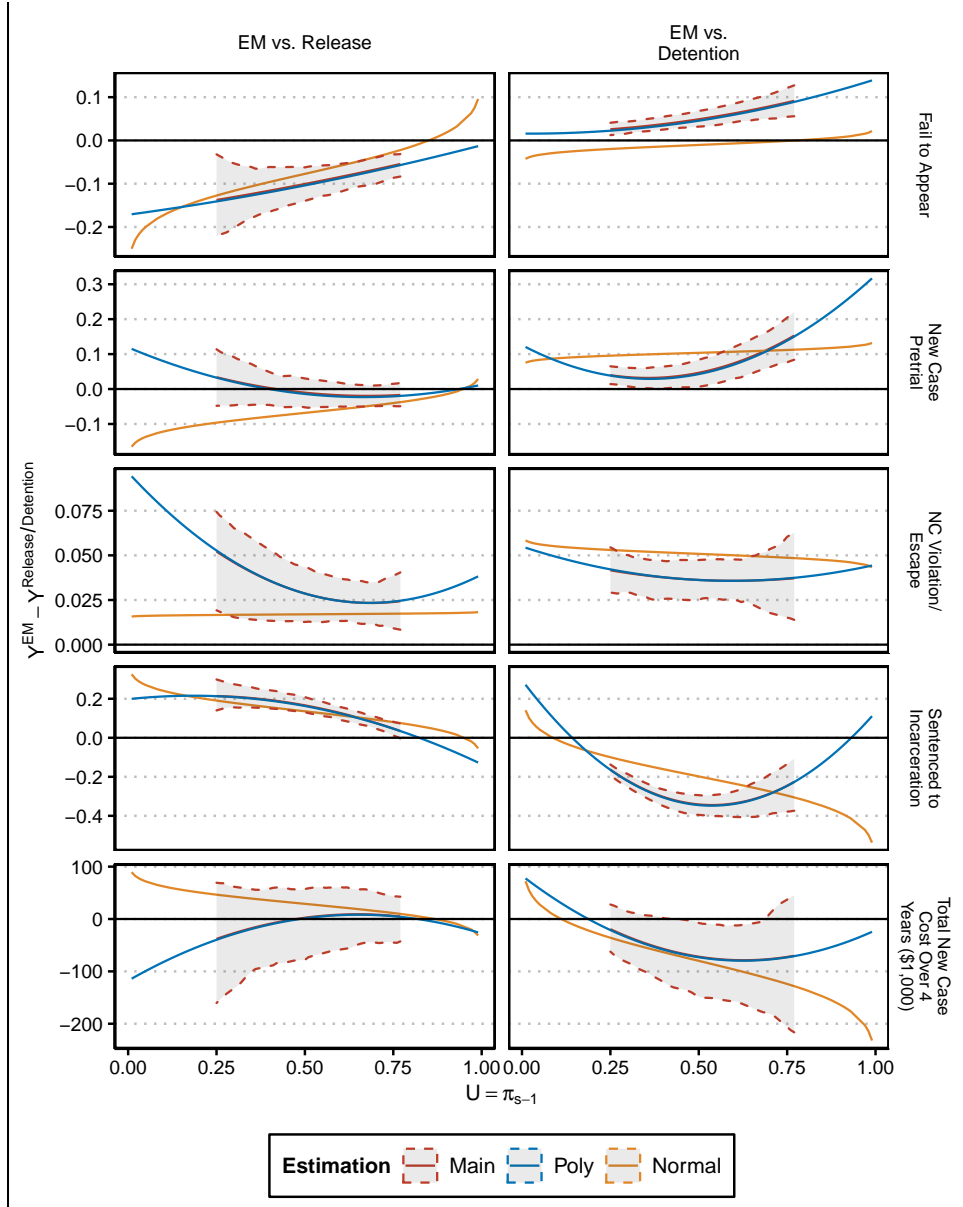 EM vs. Release
EM vs.
Detention
0.1
0.0
−0.1
−0.2
Fail to Appear
0.3
0.2
0.1
0.0
−0.1
New Case
Pretrial
0.075
0.050
0.025
0.000
NC Violation/
Escape
0.2
0.0
−0.2
−0.4
Sentenced to
Incarceration
100
0
−100
−200
Total New Case
Cost Over 4
Years ($1,000)
Y^EM − Y^Release/Detention
0.00 0.25 0.50 0.75 1.00 0.00 0.25 0.50 0.75 1.00
U = π_{s−1}
Estimation Main Poly Normal